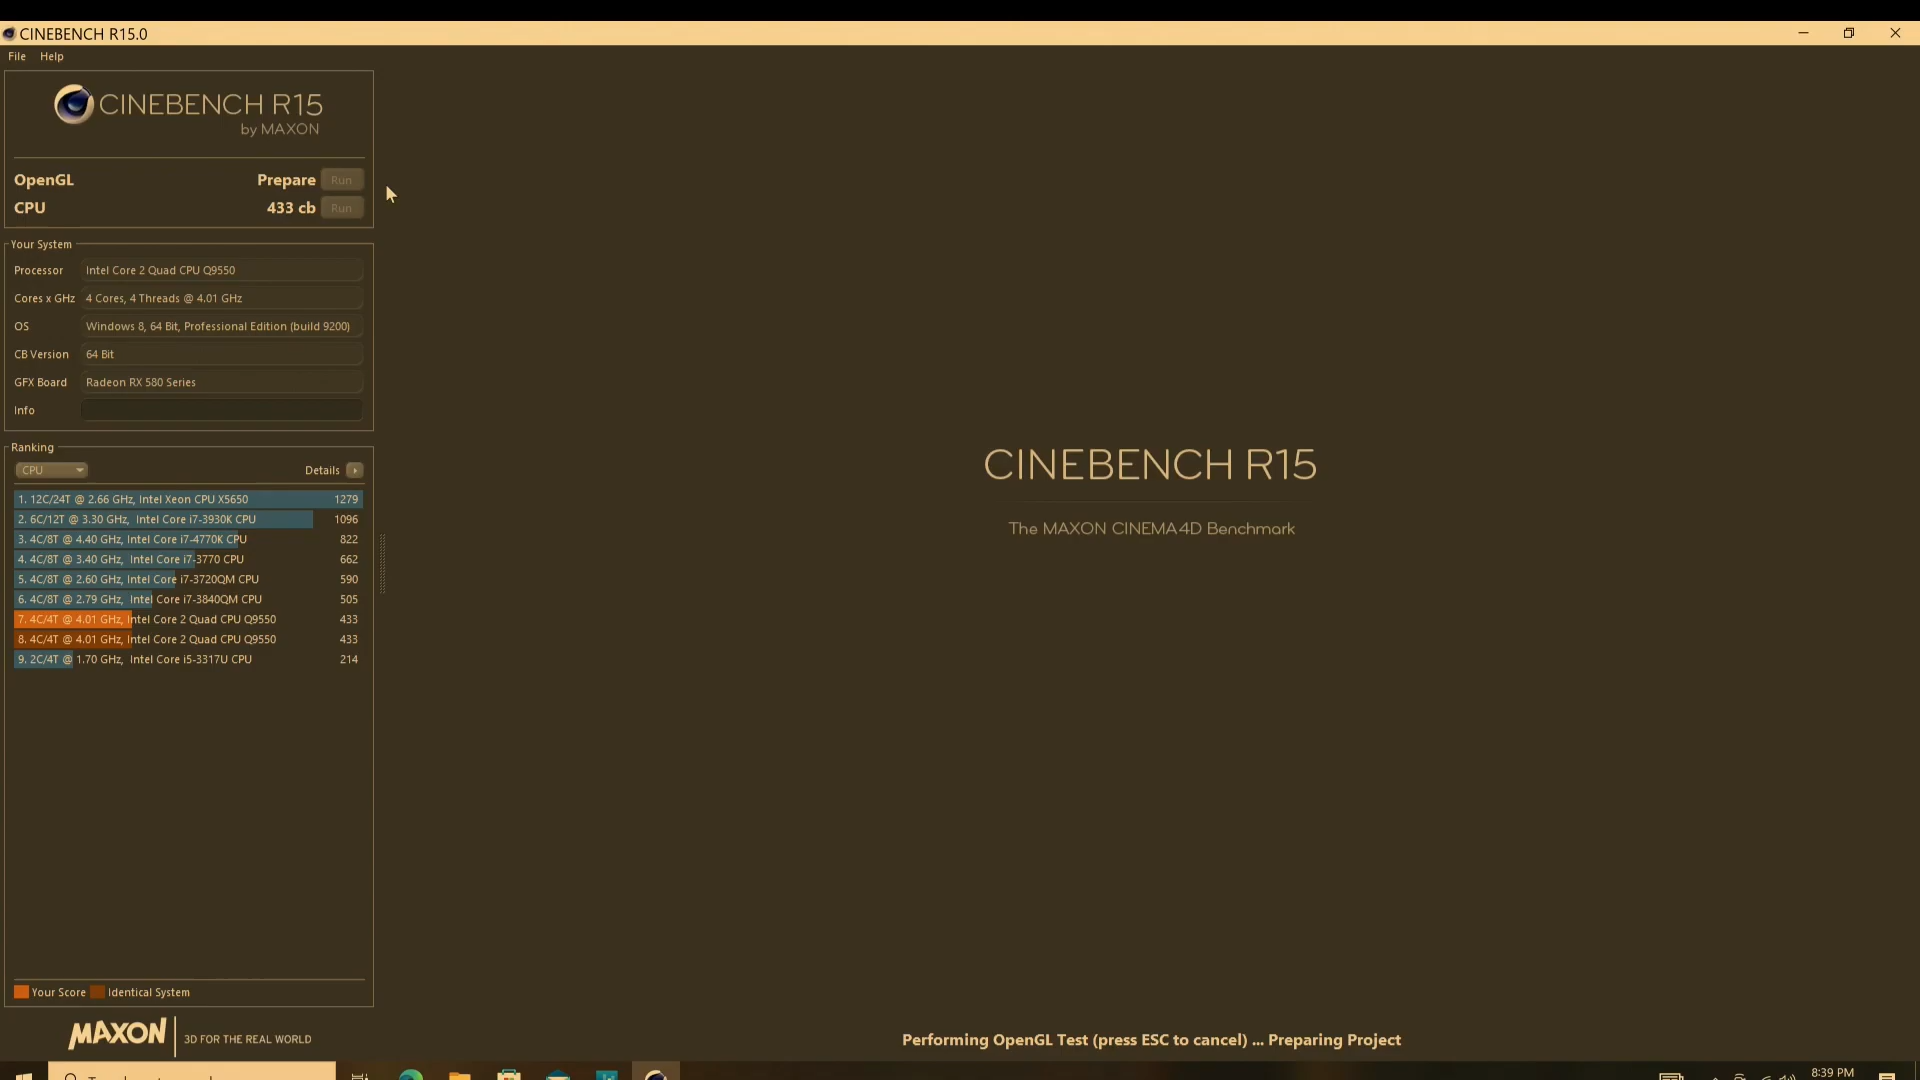 CINEBENCH R15.0
File Help
CINEBENCH R15
by MAXON
OpenGL Prepare Run
CPU 433 cb Run
Your System
Processor Intel Core 2 Quad CPU Q9550
Cores x GHz 4 Cores, 4 Threads @ 4.01 GHz
OS Windows 8, 64 Bit, Professional Edition (build 9200)
CB Version 64 Bit
GFX Board Radeon RX 580 Series
Info
Ranking
CPU Details
1. 12C/24T @ 2.66 GHz, Intel Xeon CPU X5650 1279
2. 6C/12T @ 3.30 GHz, Intel Core i7-3930K CPU 1096
3. 4C/8T @ 4.40 GHz, Intel Core i7-4770K CPU 822
4. 4C/8T @ 3.40 GHz, Intel Core i7-3770 CPU 662
5. 4C/8T @ 2.60 GHz, Intel Core i7-3720QM CPU 590
6. 4C/8T @ 2.79 GHz, Intel Core i7-3840QM CPU 505
7. 4C/4T @ 4.01 GHz, Intel Core 2 Quad CPU Q9550 433
8. 4C/4T @ 4.01 GHz, Intel Core 2 Quad CPU Q9550 433
9. 2C/4T @ 1.70 GHz, Intel Core i5-3317U CPU 214
CINEBENCH R15
The MAXON CINEMA4D Benchmark
Your Score Identical System
MAXON 3D FOR THE REAL WORLD
Performing OpenGL Test (press ESC to cancel) ... Preparing Project
8:39 PM